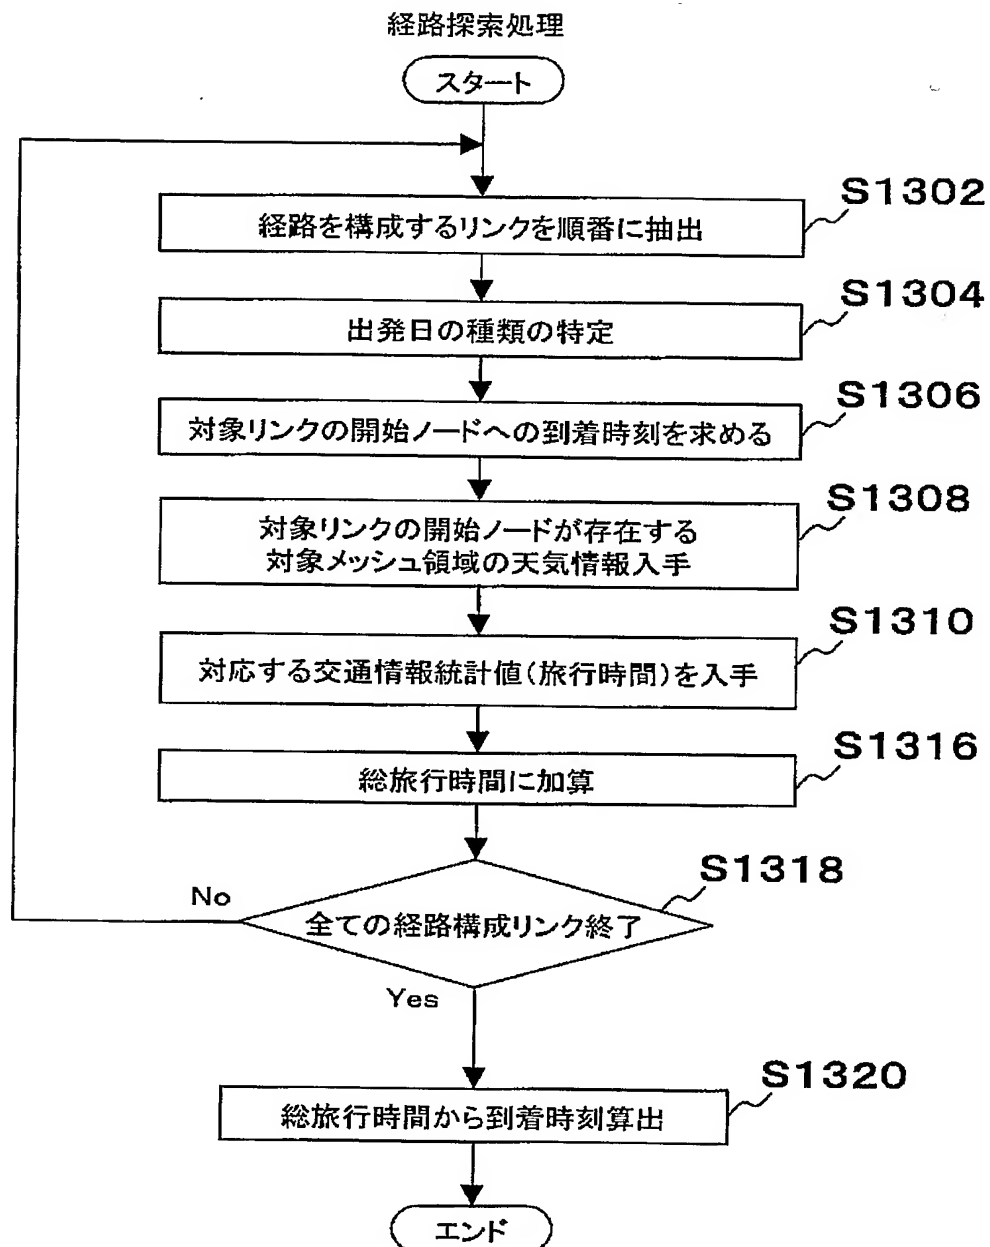 経路探索処理
スタート
S1302
経路を構成するリンクを順番に抽出
S1304
出発日の種類の特定
S1306
対象リンクの開始ノードへの到着時刻を求める
S1308
対象リンクの開始ノードが存在する
対象メッシュ領域の天気情報入手
S1310
対応する交通情報統計値(旅行時間)を入手
S1316
総旅行時間に加算
S1318
No
全ての経路構成リンク終了
Yes
S1320
総旅行時間から到着時刻算出
エンド